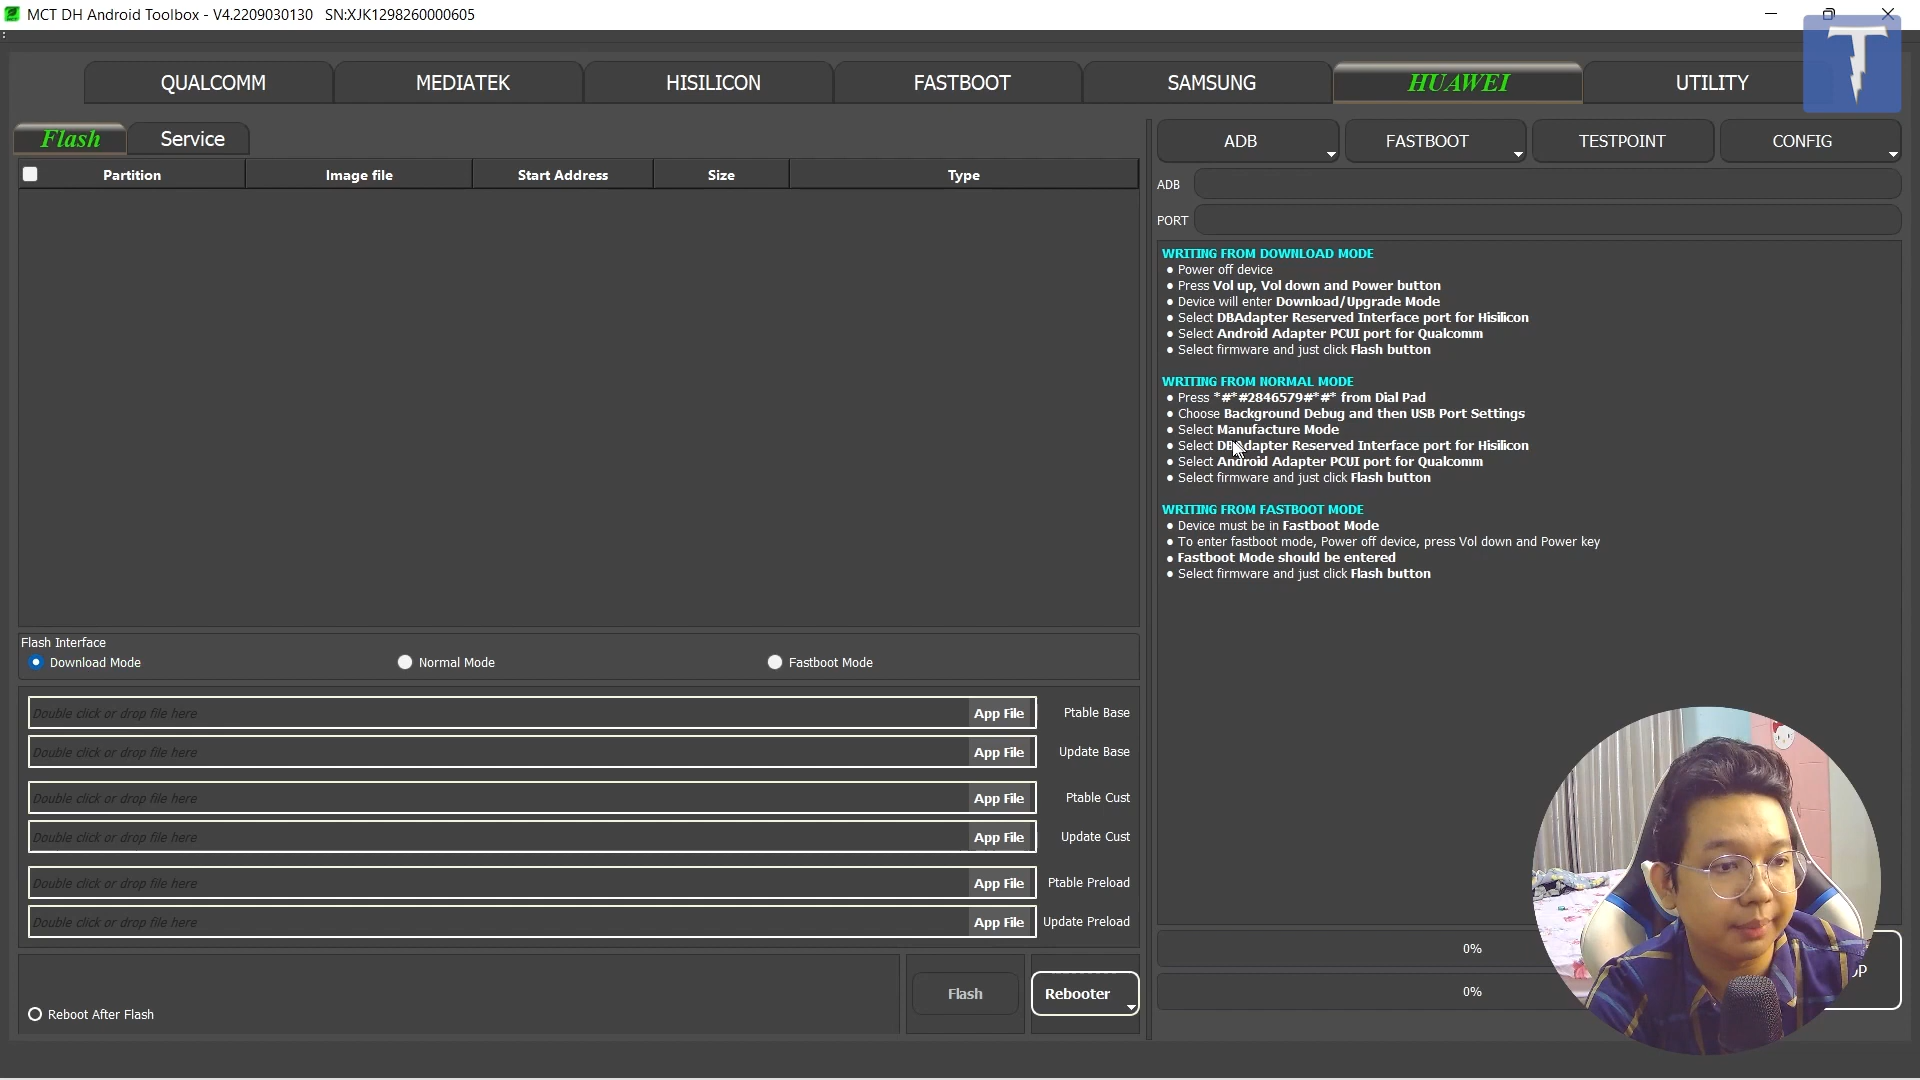 MCT DH Android Toolbox - V4.2209030130 SN:XJK1298260000605
T
QUALCOMM MEDIATEK HISILICON FASTBOOT SAMSUNG HUAWEI UTILITY
Flash Service
Partition Image file Start Address Size Type
Flash Interface
Download Mode Normal Mode Fastboot Mode
Double click or drop file here App File Ptable Base
Double click or drop file here App File Update Base
Double click or drop file here App File Ptable Cust
Double click or drop file here App File Update Cust
Double click or drop file here App File Ptable Preload
Double click or drop file here App File Update Preload
Reboot After Flash
Flash Rebooter
ADB FASTBOOT TESTPOINT CONFIG
ADB
PORT
WRITING FROM DOWNLOAD MODE
● Power off device
● Press Vol up, Vol down and Power button
● Device will enter Download/Upgrade Mode
● Select DBAdapter Reserved Interface port for Hisilicon
● Select Android Adapter PCUI port for Qualcomm
● Select firmware and just click Flash button
WRITING FROM NORMAL MODE
● Press *#*#2846579#*#* from Dial Pad
● Choose Background Debug and then USB Port Settings
● Select Manufacture Mode
● Select DBAdapter Reserved Interface port for Hisilicon
● Select Android Adapter PCUI port for Qualcomm
● Select firmware and just click Flash button
WRITING FROM FASTBOOT MODE
● Device must be in Fastboot Mode
● To enter fastboot mode, Power off device, press Vol down and Power key
● Fastboot Mode should be entered
● Select firmware and just click Flash button
0%
0%